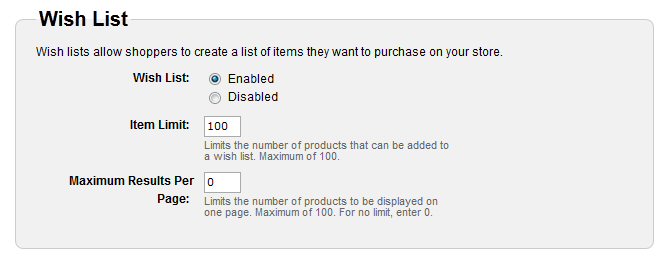 Wish List
Wish lists allow shoppers to create a list of items they want to purchase on your store.
Wish List: Enabled
Disabled
Item Limit: 100
Limits the number of products that can be added to
a wish list. Maximum of 100.
Maximum Results Per
Page: 0
Limits the number of products to be displayed on
one page. Maximum of 100. For no limit, enter 0.